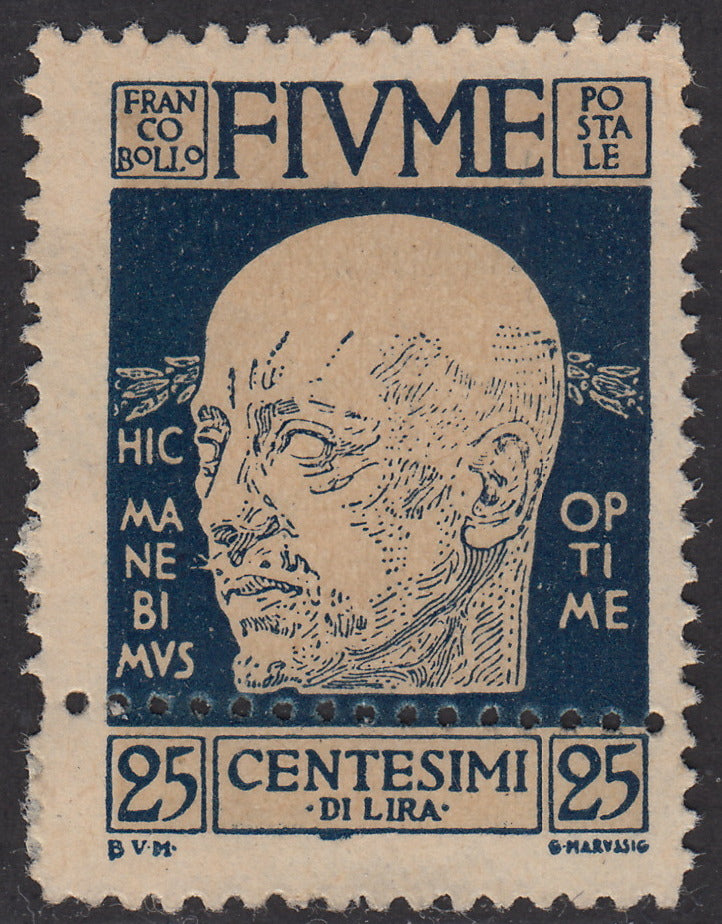 FRAN
CO
BOLLO
FIVME
PO
STA
LE
HIC
MA
NE
BI
MVS
OP
TI
ME
25
CENTESIMI
·DI LIRA·
25
B V·M·
G·MARVSSIG